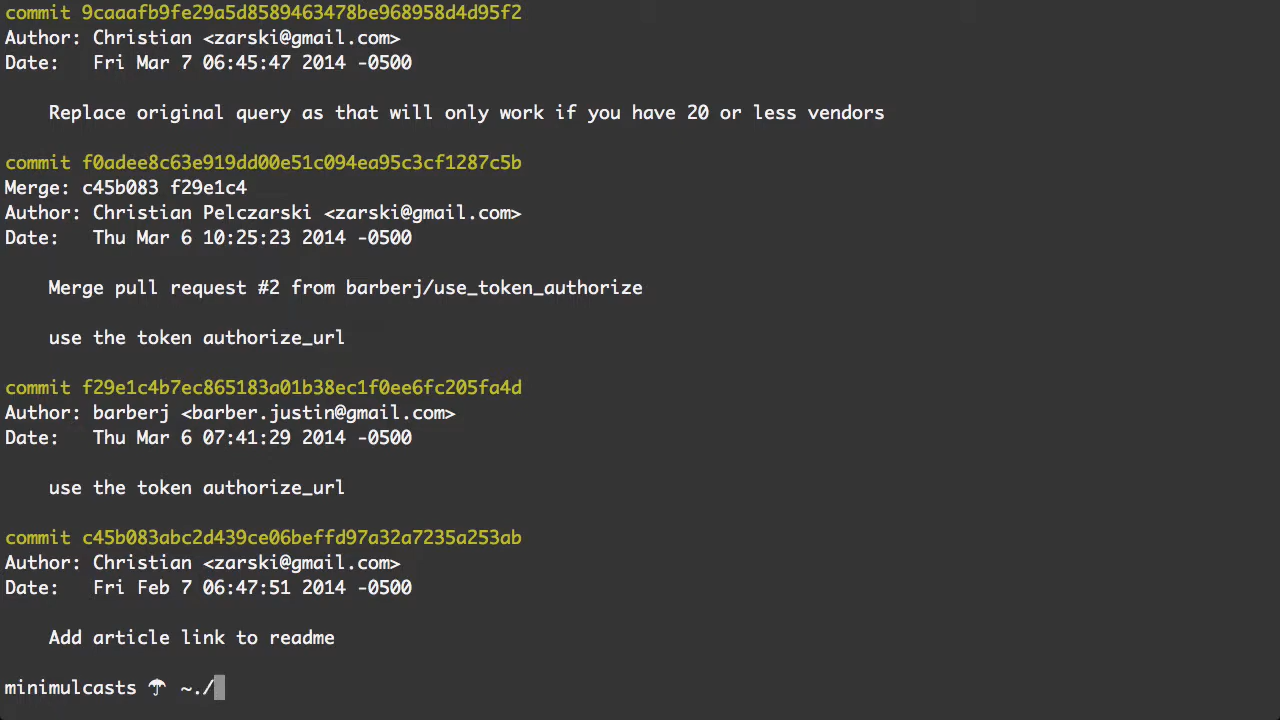 commit 9caaafb9fe29a5d8589463478be968958d4d95f2
Author: Christian <zarski@gmail.com>
Date:   Fri Mar 7 06:45:47 2014 -0500
    Replace original query as that will only work if you have 20 or less vendors
commit f0adee8c63e919dd00e51c094ea95c3cf1287c5b
Merge: c45b083 f29e1c4
Author: Christian Pelczarski <zarski@gmail.com>
Date:   Thu Mar 6 10:25:23 2014 -0500
    Merge pull request #2 from barberj/use_token_authorize
    use the token authorize_url
commit f29e1c4b7ec865183a01b38ec1f0ee6fc205fa4d
Author: barberj <barber.justin@gmail.com>
Date:   Thu Mar 6 07:41:29 2014 -0500
    use the token authorize_url
commit c45b083abc2d439ce06beffd97a32a7235a253ab
Author: Christian <zarski@gmail.com>
Date:   Fri Feb 7 06:47:51 2014 -0500
    Add article link to readme
minimulcasts ☂ ~./